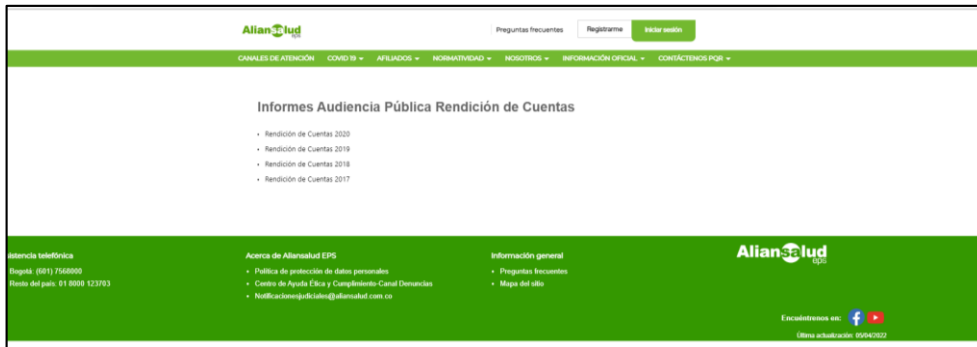 Aliansalud
eps
Preguntas frecuentes
Registrarme
Iniciar sesión
CANALES DE ATENCIÓN COVID 19 AFILIADOS NORMATIVIDAD NOSOTROS INFORMACIÓN OFICIAL CONTÁCTENOS PQR
Informes Audiencia Pública Rendición de Cuentas
• Rendición de Cuentas 2020
• Rendición de Cuentas 2019
• Rendición de Cuentas 2018
• Rendición de Cuentas 2017
istencia telefónica
Bogotá: (601) 7568000
Resto del país: 01 8000 123703
Acerca de Aliansalud EPS
• Política de protección de datos personales
• Centro de Ayuda Ética y Cumplimiento-Canal Denuncias
• Notificacionesjudiciales@aliansalud.com.co
Información general
• Preguntas frecuentes
• Mapa del sitio
Aliansalud
eps
Encuéntrenos en:
Última actualización: 05/04/2022